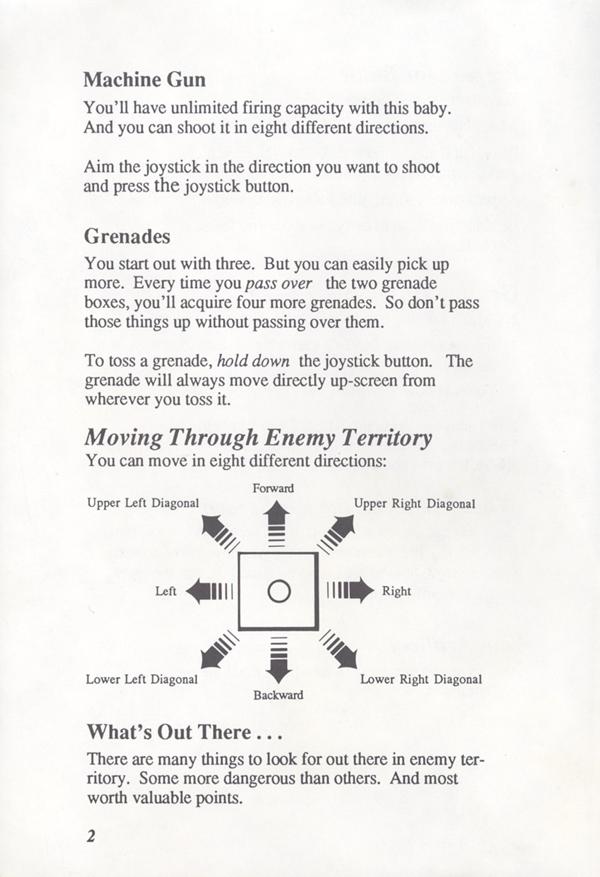 Machine Gun
You'll have unlimited firing capacity with this baby.
And you can shoot it in eight different directions.
Aim the joystick in the direction you want to shoot
and press the joystick button.
Grenades
You start out with three. But you can easily pick up
more. Every time you pass over the two grenade
boxes, you'll acquire four more grenades. So don't pass
those things up without passing over them.
To toss a grenade, hold down the joystick button. The
grenade will always move directly up-screen from
wherever you toss it.
Moving Through Enemy Territory
You can move in eight different directions:
Forward
Upper Left Diagonal
Upper Right Diagonal
Left
Right
Lower Left Diagonal
Lower Right Diagonal
Backward
What's Out There . . .
There are many things to look for out there in enemy ter-
ritory. Some more dangerous than others. And most
worth valuable points.
2